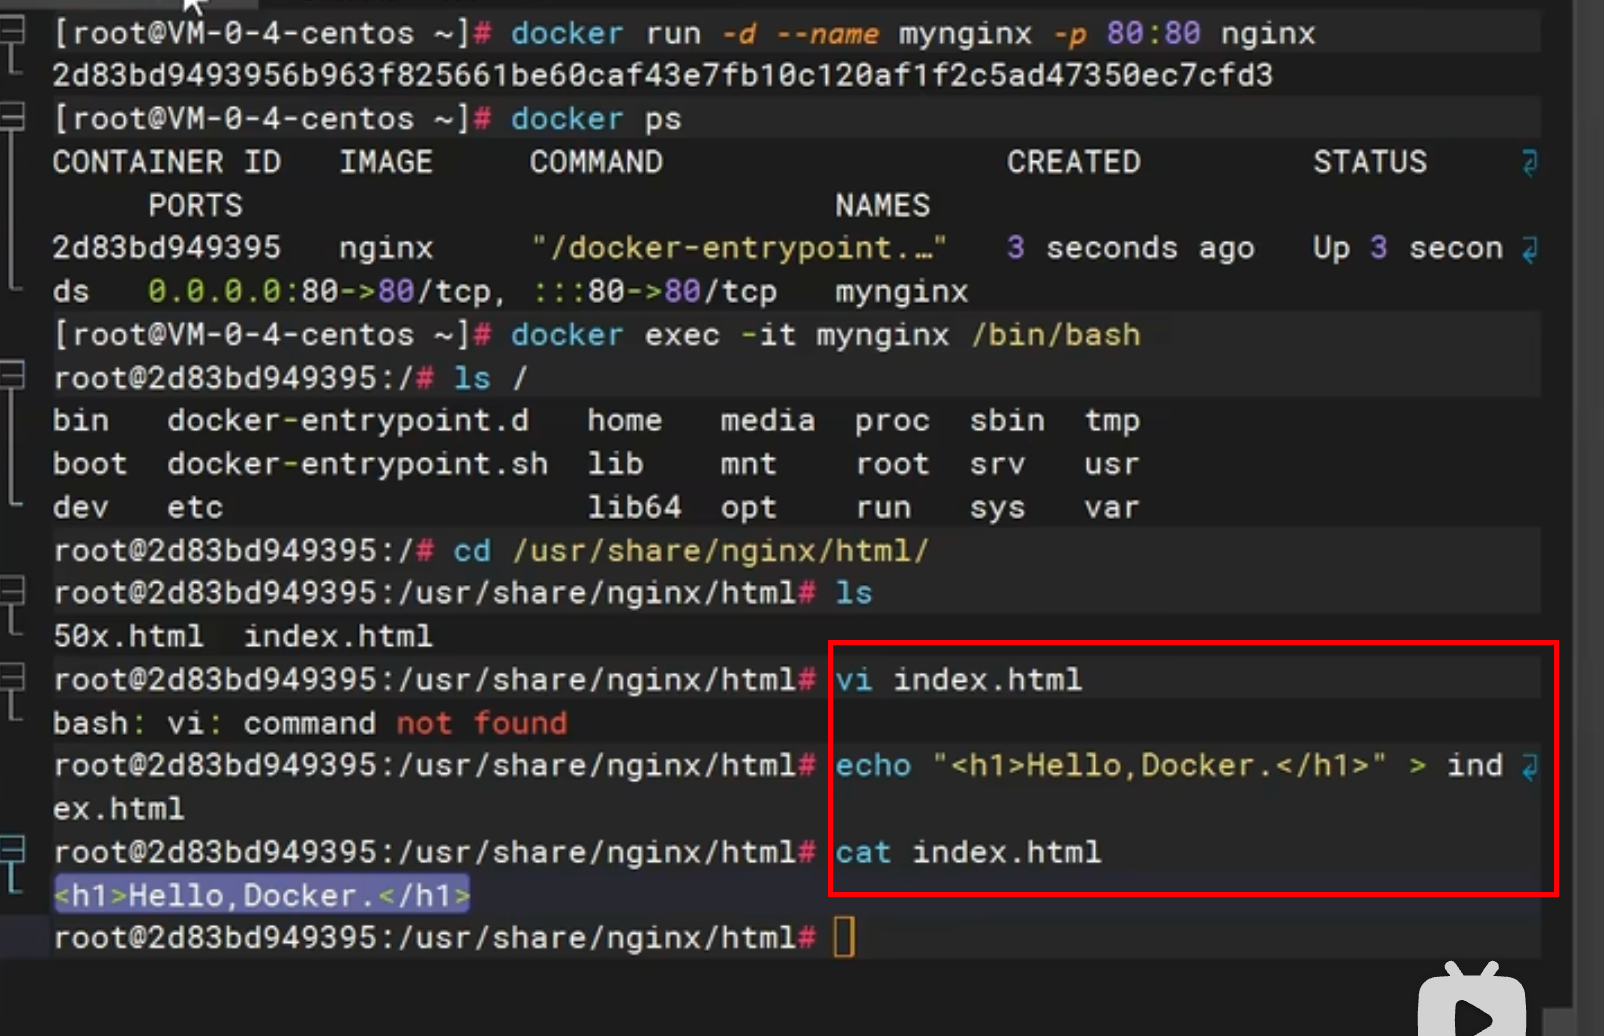 [root@VM-0-4-centos ~]# docker run -d --name mynginx -p 80:80 nginx
2d83bd9493956b963f825661be60caf43e7fb10c120af1f2c5ad47350ec7cfd3
[root@VM-0-4-centos ~]# docker ps
CONTAINER ID   IMAGE     COMMAND                  CREATED         STATUS
     PORTS                               NAMES
2d83bd949395   nginx     "/docker-entrypoint.…"   3 seconds ago   Up 3 secon
ds   0.0.0.0:80->80/tcp, :::80->80/tcp   mynginx
[root@VM-0-4-centos ~]# docker exec -it mynginx /bin/bash
root@2d83bd949395:/# ls /
bin   docker-entrypoint.d   home   media  proc  sbin  tmp
boot  docker-entrypoint.sh  lib    mnt    root  srv   usr
dev   etc                   lib64  opt    run   sys   var
root@2d83bd949395:/# cd /usr/share/nginx/html/
root@2d83bd949395:/usr/share/nginx/html# ls
50x.html  index.html
root@2d83bd949395:/usr/share/nginx/html# vi index.html
bash: vi: command not found
root@2d83bd949395:/usr/share/nginx/html# echo "<h1>Hello,Docker.</h1>" > ind
ex.html
root@2d83bd949395:/usr/share/nginx/html# cat index.html
<h1>Hello,Docker.</h1>
root@2d83bd949395:/usr/share/nginx/html#